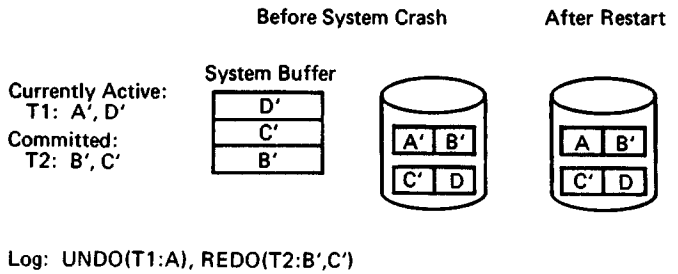 Before System Crash After Restart
System Buffer
Currently Active:
T1: A′, D′
Committed:
T2: B′, C′
D′
C′
B′
A′ B′
C′ D
A B′
C′ D
Log: UNDO(T1:A), REDO(T2:B′,C′)